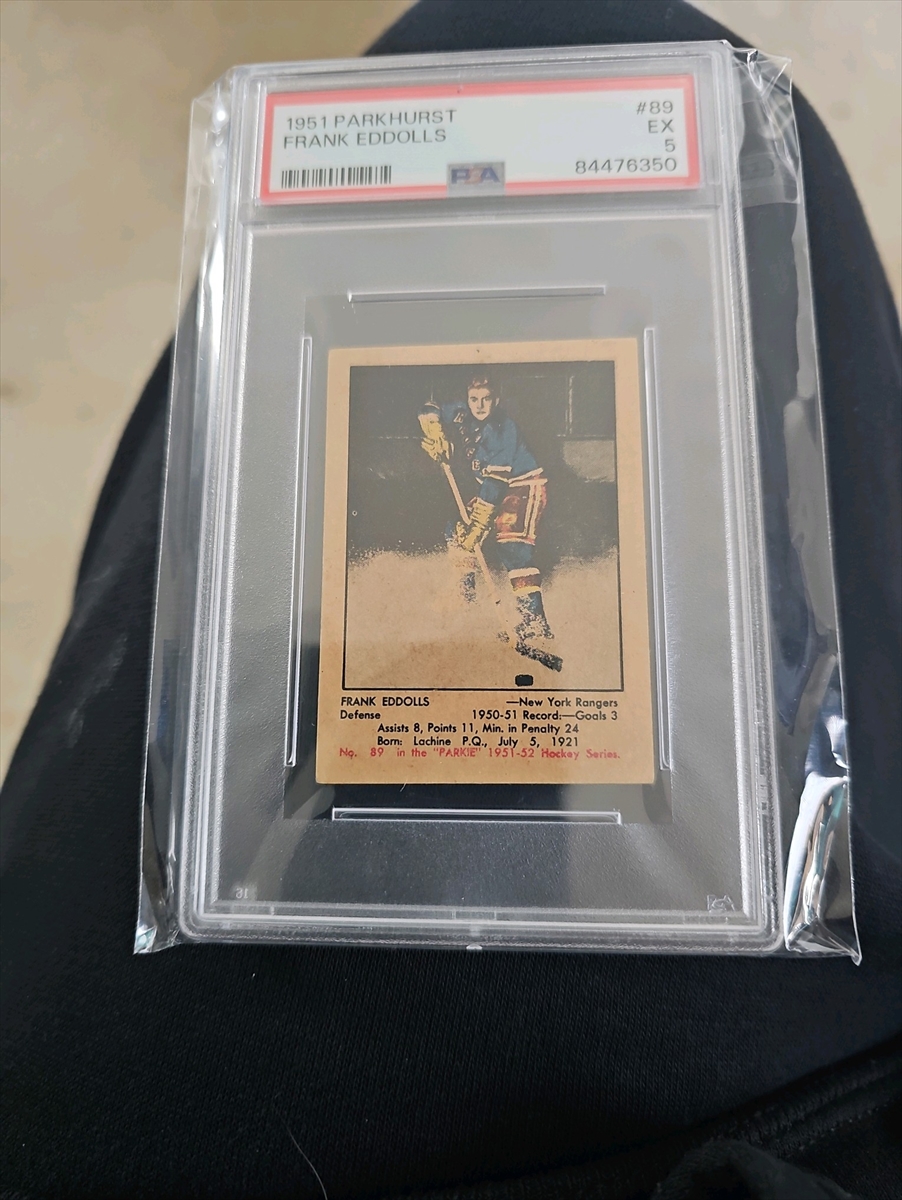 1951 PARKHURST #89
FRANK EDDOLLS EX
5
PSA 84476350
FRANK EDDOLLS —New York Rangers
Defense 1950-51 Record:—Goals 3
Assists 8, Points 11, Min. in Penalty 24
Born: Lachine P.Q., July 5, 1921
No. 89 in the "PARKIE" 1951-52 Hockey Series.